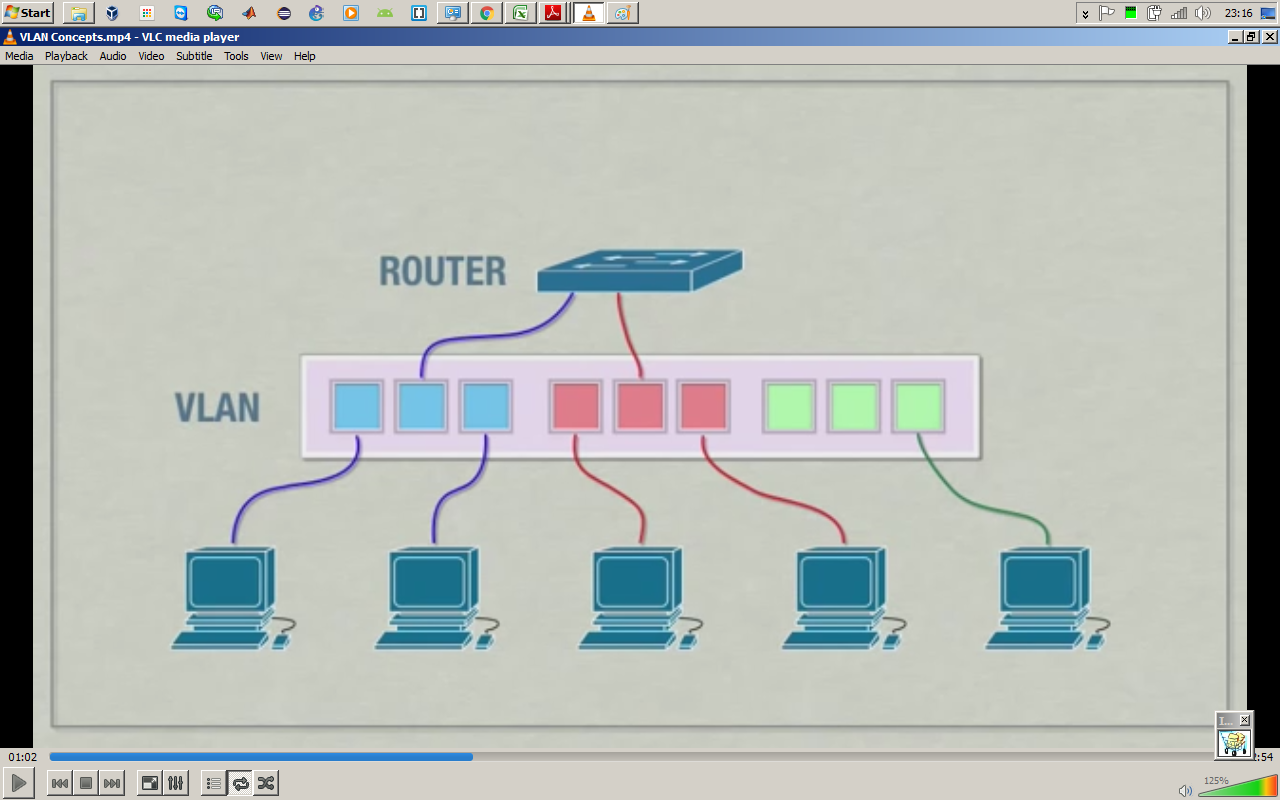 Start
23:16
VLAN Concepts.mp4 - VLC media player
Media Playback Audio Video Subtitle Tools View Help
ROUTER
VLAN
I...
01:02
:54
125%